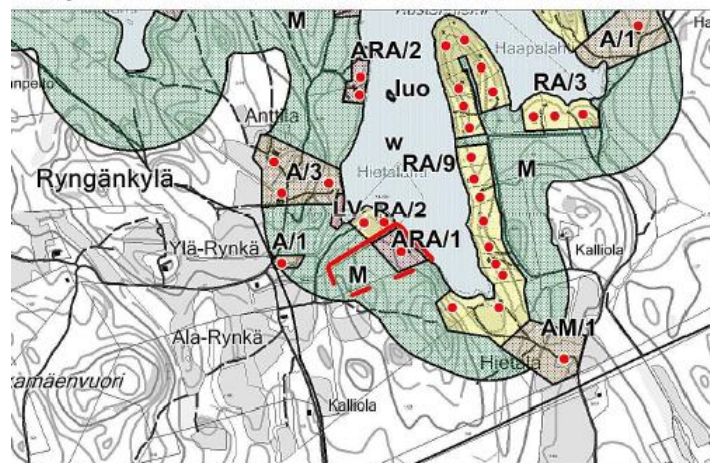 M
ARA/2
Haapalahti
A/1
luo
RA/3
Anttila
w
Hietalahti
RA/9
M
A/3
Ryngänkylä
LV
RA/2
Ylä-Rynkä
A/1
ARA/1
Kalliola
M
AM/1
Ala-Rynkä
Hietala
Kalliola